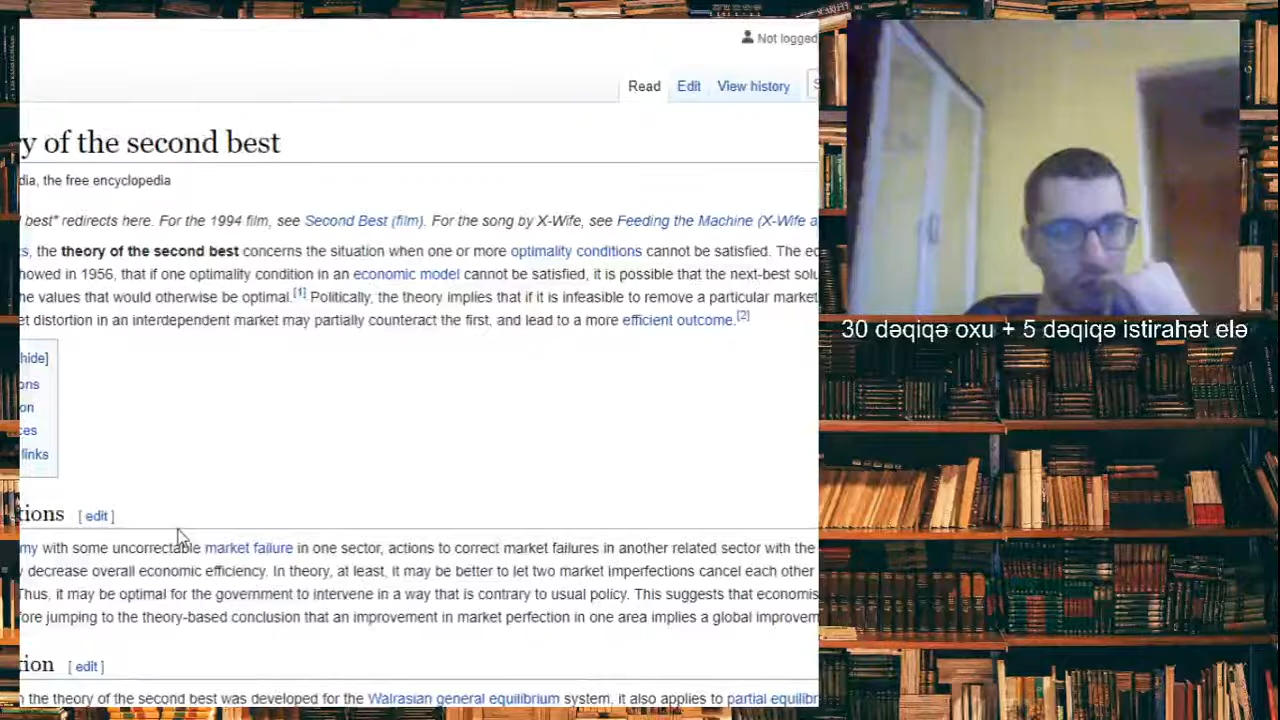 Not logged
Read Edit View history
y of the second best
dia, the free encyclopedia
l best" redirects here. For the 1994 film, see Second Best (film). For the song by X-Wife, see Feeding the Machine (X-Wife a
cs, the theory of the second best concerns the situation when one or more optimality conditions cannot be satisfied. The ec
howed in 1956, that if one optimality condition in an economic model cannot be satisfied, it is possible that the next-best solu
he values that would otherwise be optimal.[1] Politically, the theory implies that if it is infeasible to remove a particular market
et distortion in an interdependent market may partially counteract the first, and lead to a more efficient outcome.[2]
hide]
ons
on
ces
links
tions [ edit ]
my with some uncorrectable market failure in one sector, actions to correct market failures in another related sector with the
y decrease overall economic efficiency. In theory, at least, it may be better to let two market imperfections cancel each other
Thus, it may be optimal for the government to intervene in a way that is contrary to usual policy. This suggests that economis
ore jumping to the theory-based conclusion that an improvement in market perfection in one area implies a global improvem
tion [ edit ]
h the theory of the second best was developed for the Walrasian general equilibrium system, it also applies to partial equilibr
30 dəqiqə oxu + 5 dəqiqə istirahət elə